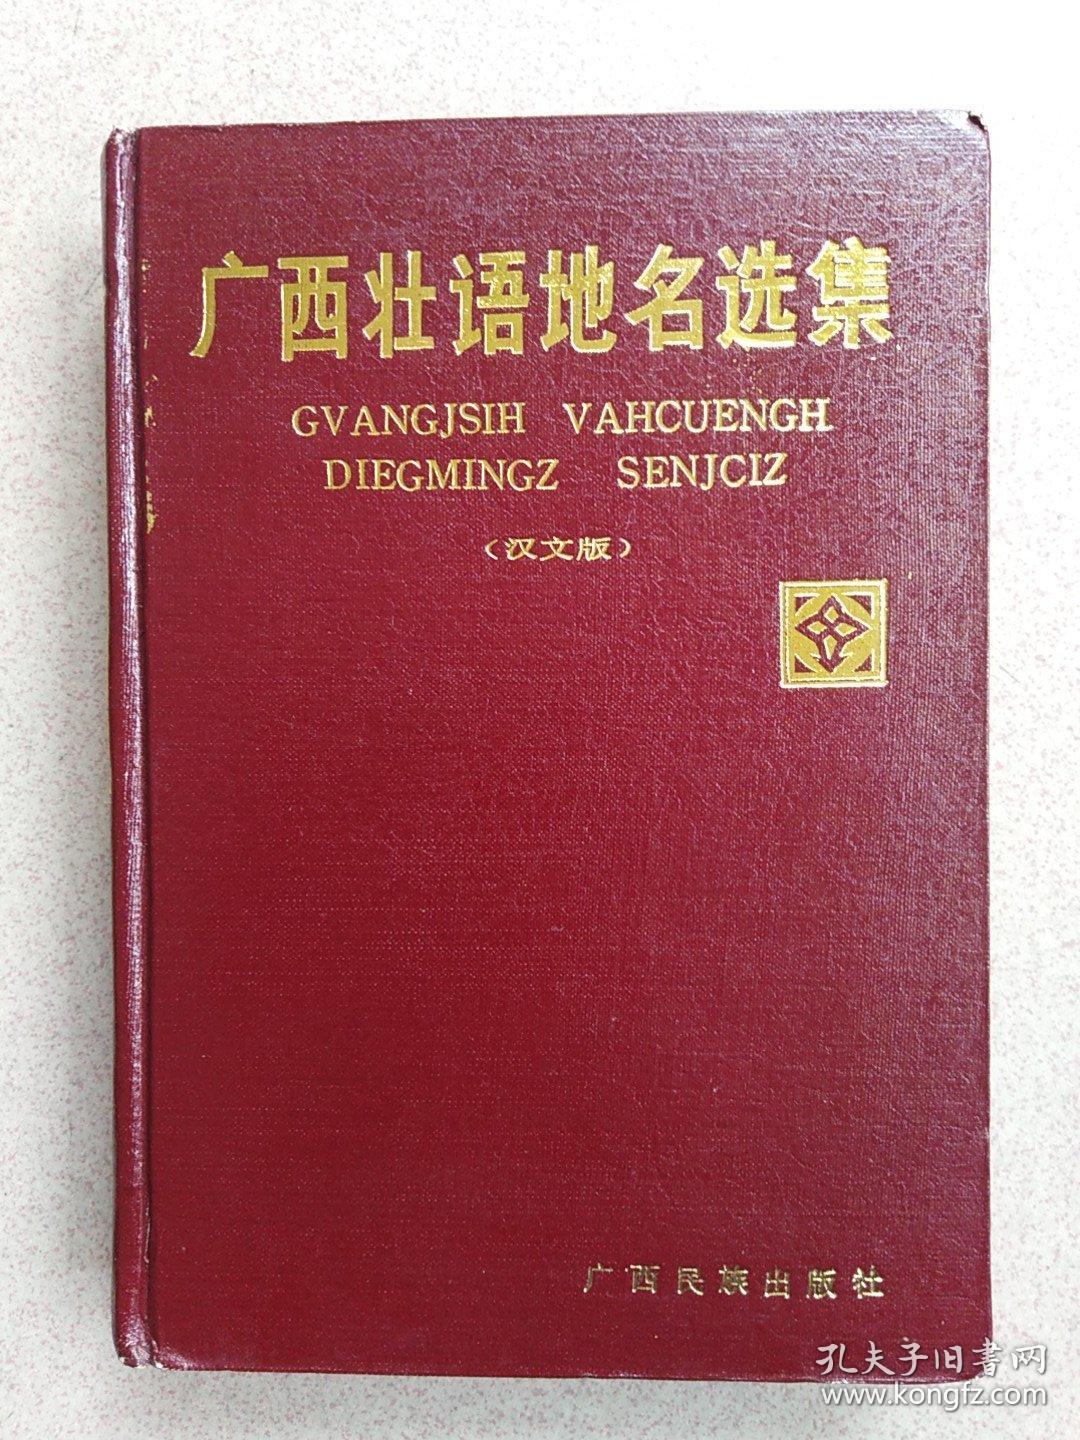 广西壮语地名选集
GVANGJSIH VAHCUENGH
DIEGMINGZ SENJCIZ
（汉文版）
广西民族出版社
孔夫子旧書网
www.kongfz.com